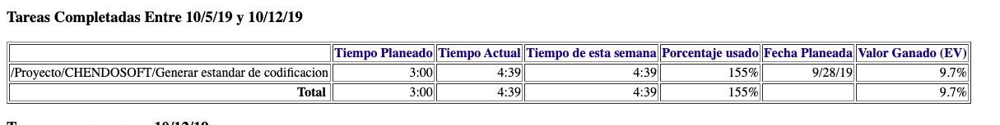 Tareas Completadas Entre 10/5/19 y 10/12/19
Tiempo Planeado Tiempo Actual Tiempo de esta semana Porcentaje usado Fecha Planeada Valor Ganado (EV)
/Proyecto/CHENDOSOFT/Generar estandar de codificacion 3:00 4:39 4:39 155% 9/28/19 9.7%
Total 3:00 4:39 4:39 155% 9.7%